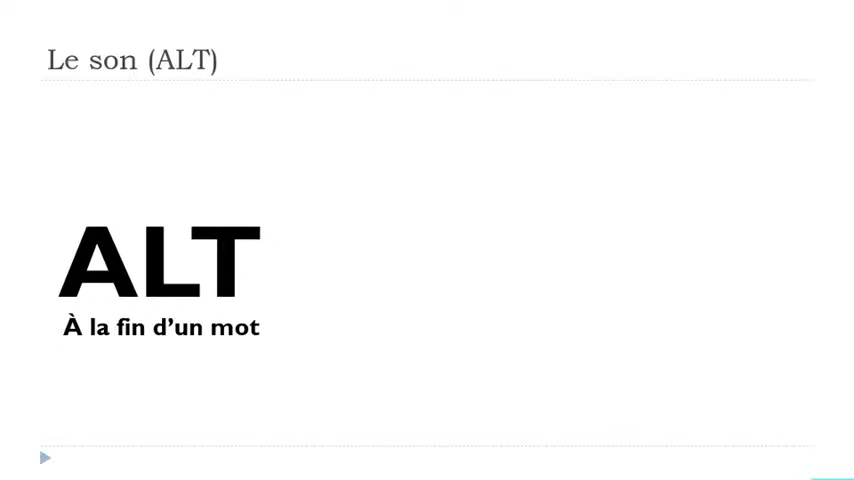 Le son (ALT)
ALT
À la fin d’un mot